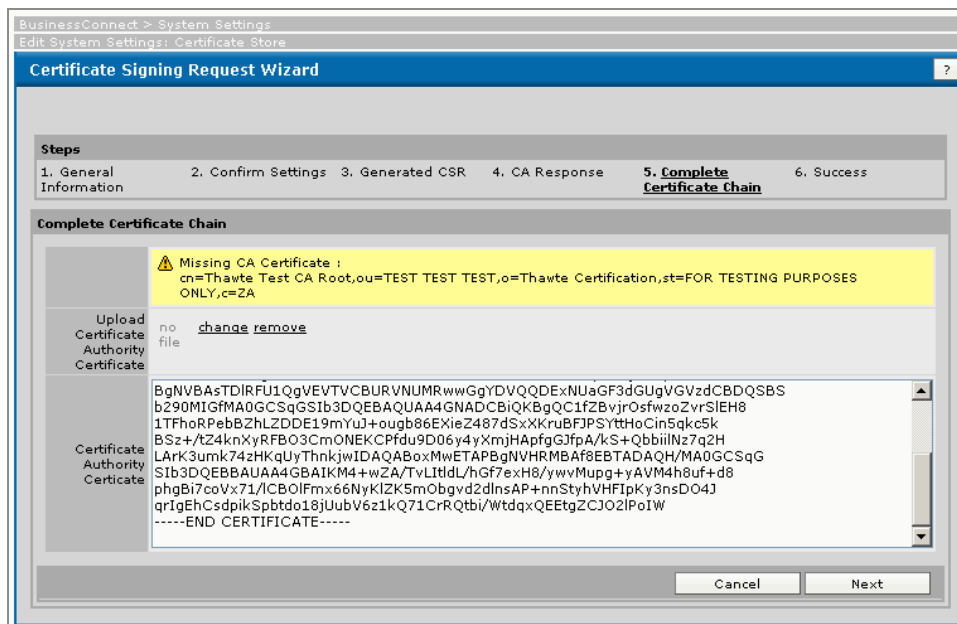 BusinessConnect > System Settings
Edit System Settings: Certificate Store
Certificate Signing Request Wizard
?
Steps
1. General Information
2. Confirm Settings
3. Generated CSR
4. CA Response
5. Complete Certificate Chain
6. Success
Complete Certificate Chain
Missing CA Certificate :
cn=Thawte Test CA Root,ou=TEST TEST TEST,o=Thawte Certification,st=FOR TESTING PURPOSES
ONLY,c=ZA
Upload
Certificate
Authority
Certificate
no
file
change remove
Certificate
Authority
Certicate
BgNVBAsTDlRFU1QgVEVTVCBURVNUMRwwGgYDVQQDExNUaGF3dGUgVGVzdCBDQSBS
b290MIGfMA0GCSqGSIb3DQEBAQUAA4GNADCBiQKBgQC1fZBvjrOsfwzoZvrSlEH8
1TFhoRPebBZhLZDDE19mYuJ+ougb86EXieZ487dSxXKruBFJPSYttHoCin5qkc5k
BSz+/tZ4knXyRFBO3CmONEKCPfdu9D06y4yXmjHApfgGJfpA/kS+QbbiilNz7q2H
LArK3umk74zHKqUyThnkjwIDAQABoxMwETAPBgNVHRMBAf8EBTADAQH/MA0GCSqG
SIb3DQEBBAUAA4GBAIKM4+wZA/TvLItldL/hGf7exH8/ywvMupg+yAVM4h8uf+d8
phgBi7coVx71/lCBOlFmx66NyKlZK5mObgvd2dlnsAP+nnStyhVHFIpKy3nsDO4J
qrIgEhCsdpikSpbtdo18jUubV6z1kQ71CrRQtbi/WtdqxQEEtgZCJO2lPoIW
-----END CERTIFICATE-----
Cancel
Next